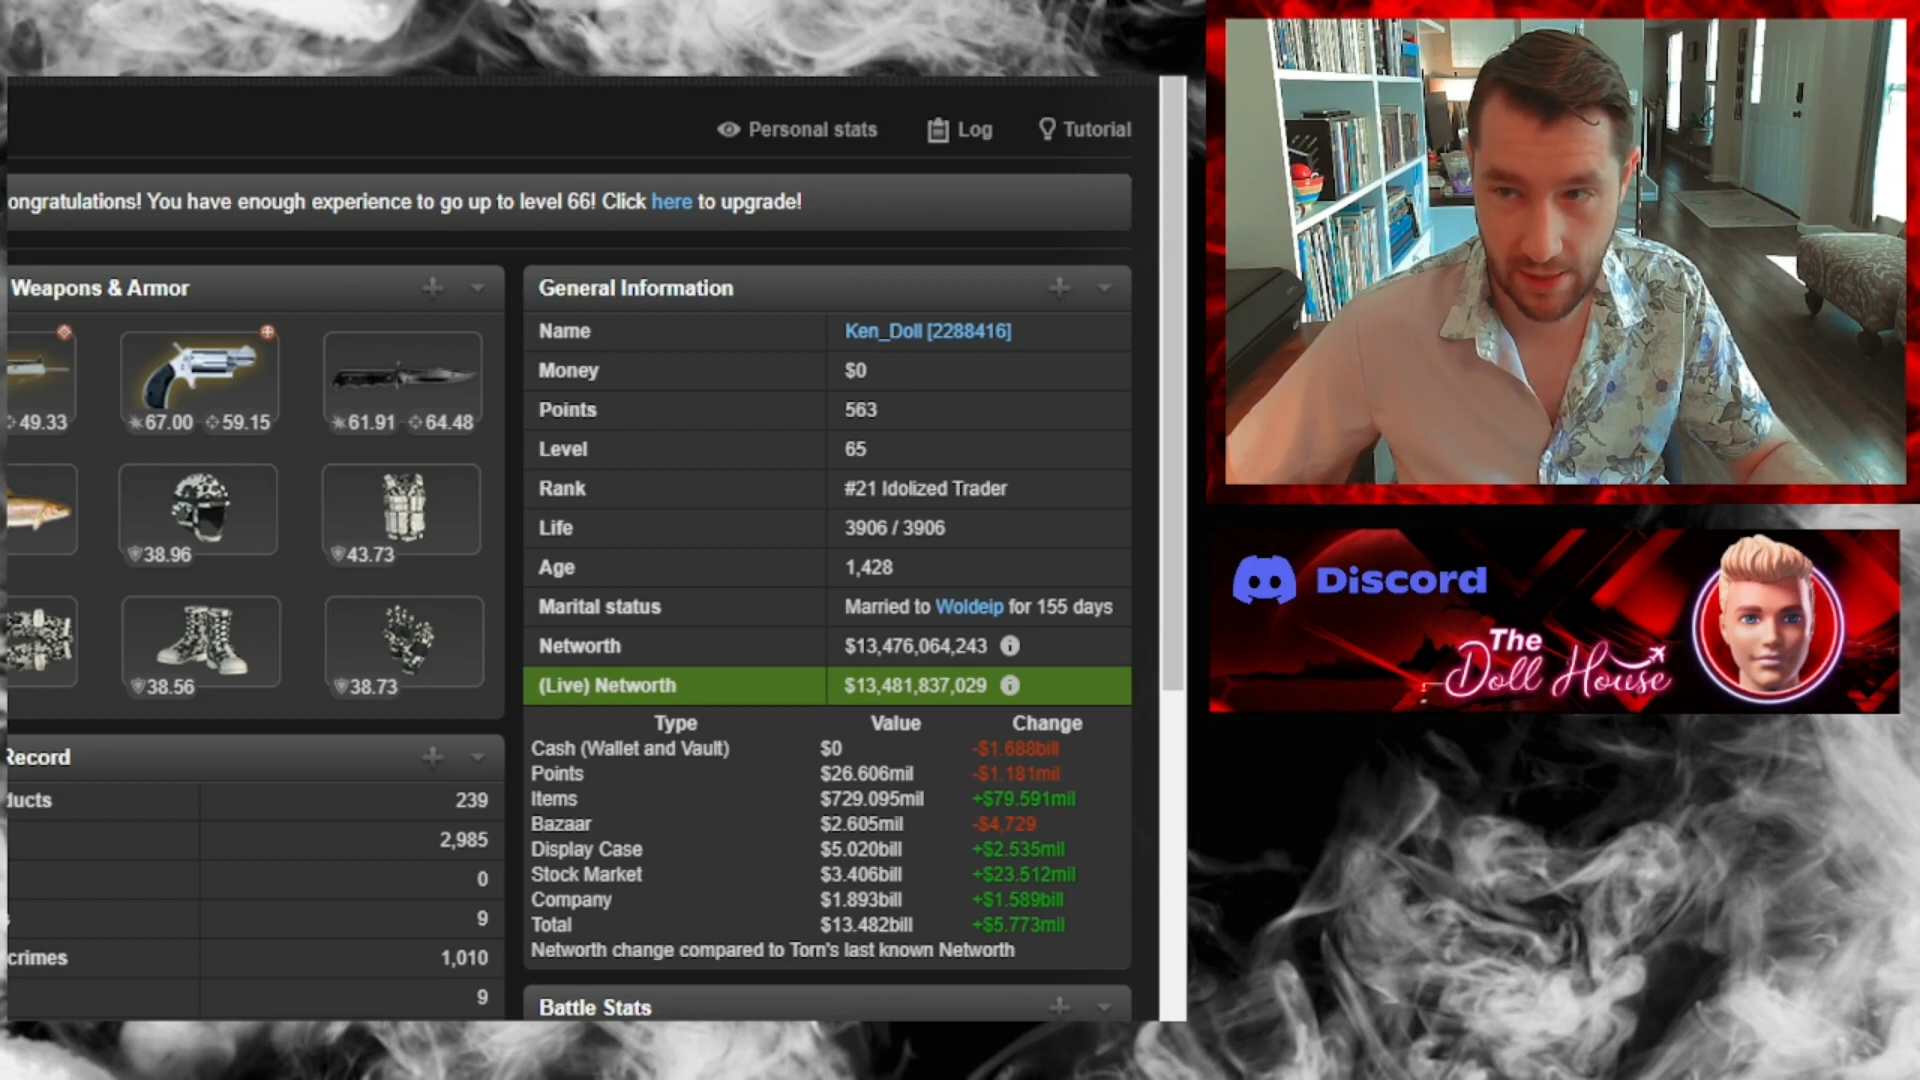 Personal stats
Log
Tutorial
ongratulations! You have enough experience to go up to level 66! Click here to upgrade!
Weapons & Armor
49.33
67.00 59.15
61.91 64.48
38.96
43.73
38.56
38.73
Record
ducts 239
2,985
0
s 9
crimes 1,010
9
General Information
Name Ken_Doll [2288416]
Money $0
Points 563
Level 65
Rank #21 Idolized Trader
Life 3906 / 3906
Age 1,428
Marital status Married to Woldeip for 155 days
Networth $13,476,064,243
(Live) Networth $13,481,837,029
Type Value Change
Cash (Wallet and Vault) $0 -$1.688bill
Points $26.606mil -$1.181mil
Items $729.095mil +$79.591mil
Bazaar $2.605mil -$4,729
Display Case $5.020bill +$2.535mil
Stock Market $3.406bill +$23.512mil
Company $1.893bill +$1.589bill
Total $13.482bill +$5.773mil
Networth change compared to Torn's last known Networth
Battle Stats
Discord
The
Doll House